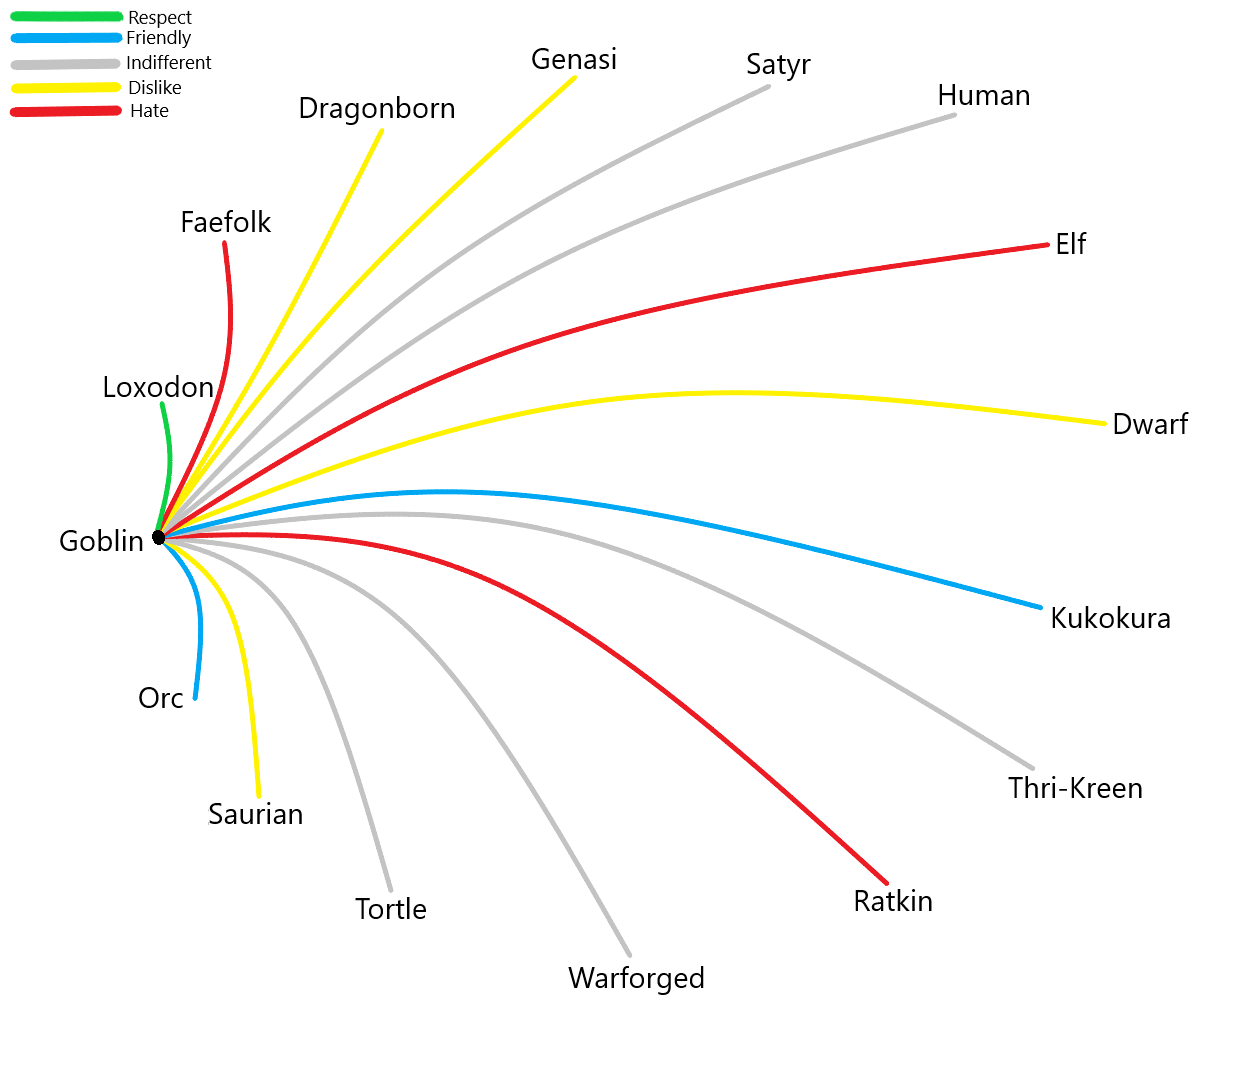 Respect
Friendly
Indifferent
Dislike
Hate
Genasi
Satyr
Human
Dragonborn
Faefolk
Elf
Loxodon
Dwarf
Goblin
Kukokura
Orc
Thri-Kreen
Saurian
Ratkin
Tortle
Warforged